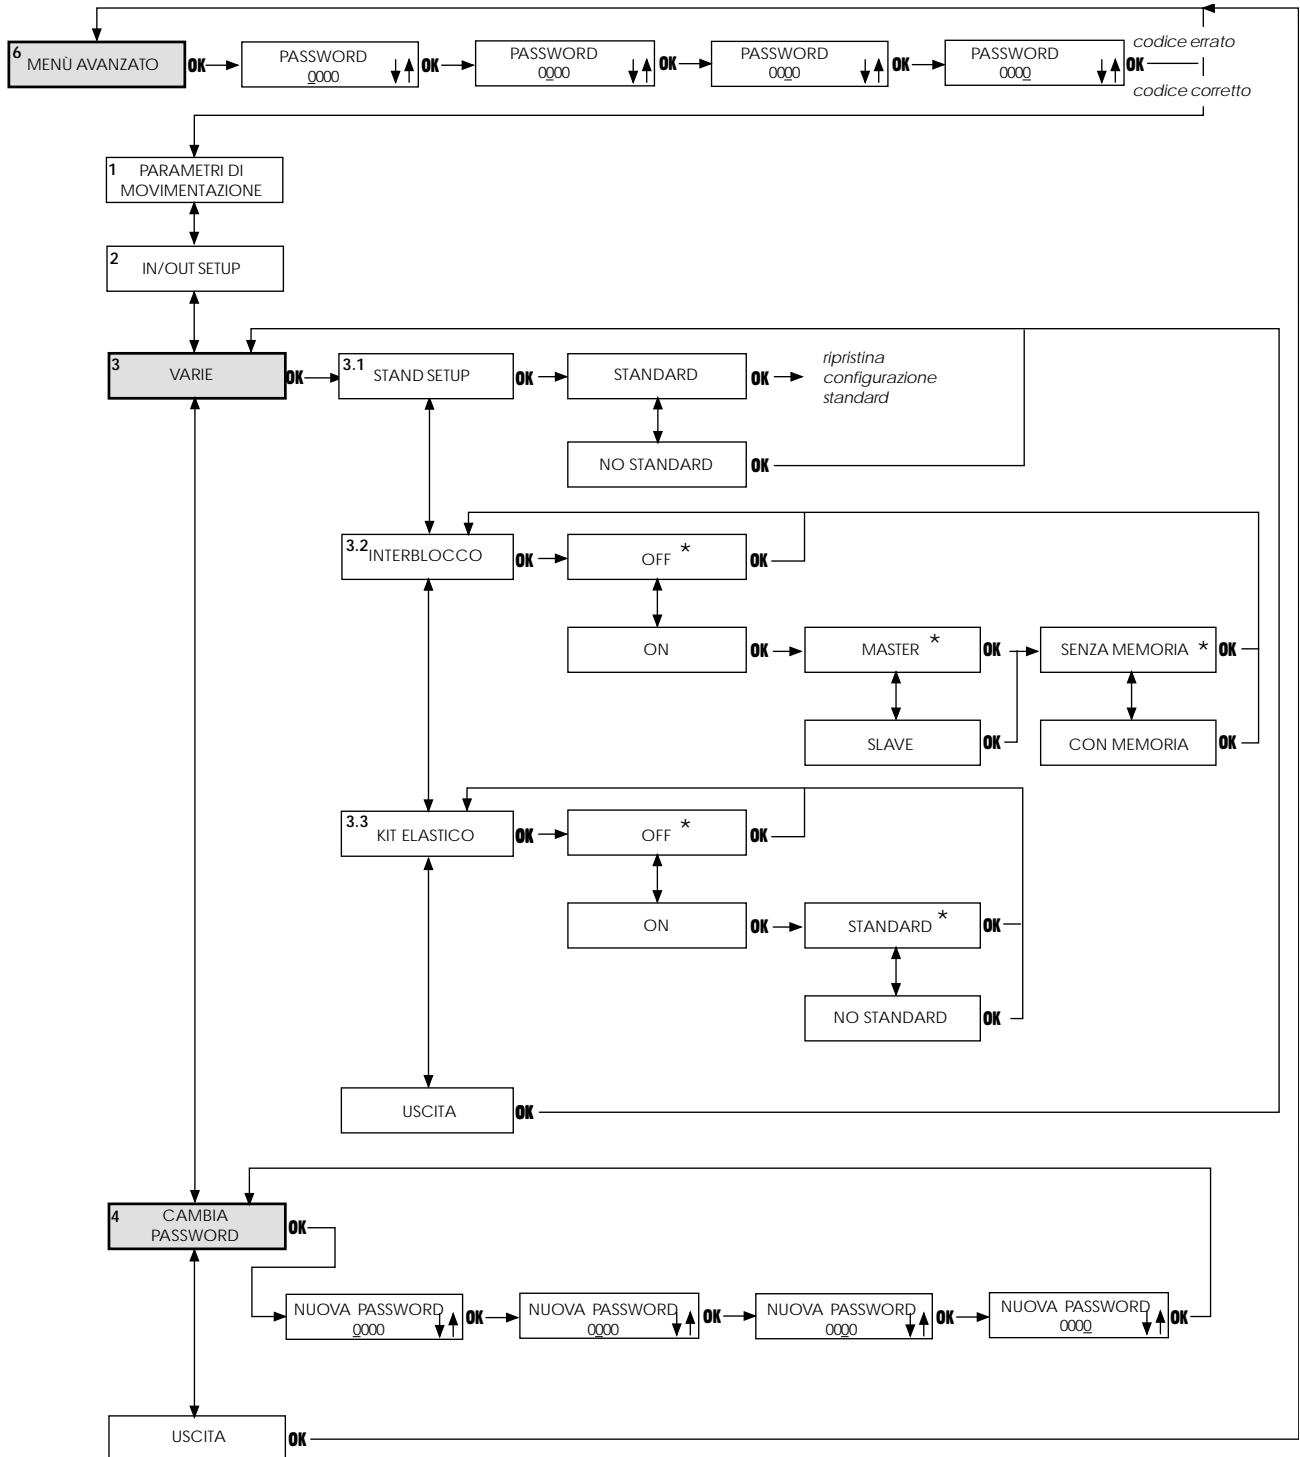 6 MENÙ AVANZATO OK
PASSWORD
0000 OK
PASSWORD
0000 OK
PASSWORD
0000 OK
PASSWORD
0000 OK
codice errato
codice corretto
1 PARAMETRI DI
MOVIMENTAZIONE
2 IN/OUT SETUP
3 VARIE OK
3.1 STAND SETUP OK
STANDARD OK
ripristina
configurazione
standard
NO STANDARD OK
3.2 INTERBLOCCO OK
OFF * OK
ON OK
MASTER * OK
SENZA MEMORIA * OK
SLAVE OK
CON MEMORIA OK
3.3 KIT ELASTICO OK
OFF * OK
ON OK
STANDARD * OK
NO STANDARD OK
USCITA OK
4 CAMBIA
PASSWORD OK
NUOVA PASSWORD
0000 OK
NUOVA PASSWORD
0000 OK
NUOVA PASSWORD
0000 OK
NUOVA PASSWORD
0000 OK
USCITA OK